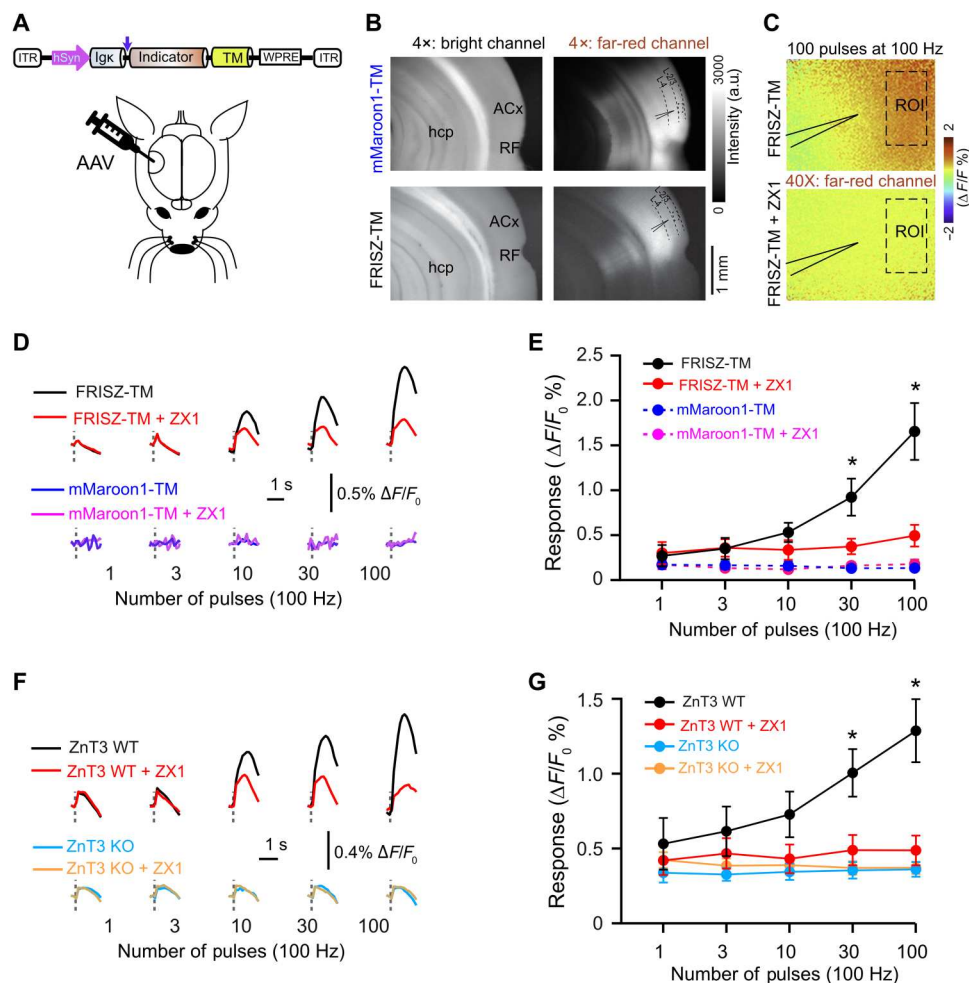 A
ITR
hSyn
Igκ
Indicator
TM
WPRE
ITR
AAV
B
4×: bright channel
4×: far-red channel
mMaroon1-TM
ACx
hcp
RF
L4
L2/3
FRISZ-TM
ACx
hcp
RF
L4
L2/3
3000
Intensity (a.u.)
0
1 mm
C
100 pulses at 100 Hz
FRISZ-TM
ROI
40X: far-red channel
FRISZ-TM + ZX1
ROI
2
(ΔF/F %)
−2
D
FRISZ-TM
FRISZ-TM + ZX1
mMaroon1-TM
mMaroon1-TM + ZX1
1 s
0.5% ΔF/F0
1 3 10 30 100
Number of pulses (100 Hz)
E
Response (ΔF/F0 %)
2.5
2.0
1.5
1.0
0.5
0
FRISZ-TM
FRISZ-TM + ZX1
mMaroon1-TM
mMaroon1-TM + ZX1
*
*
1 3 10 30 100
Number of pulses (100 Hz)
F
ZnT3 WT
ZnT3 WT + ZX1
ZnT3 KO
ZnT3 KO + ZX1
1 s
0.4% ΔF/F0
1 3 10 30 100
Number of pulses (100 Hz)
G
Response (ΔF/F0 %)
1.5
1.0
0.5
0
ZnT3 WT
ZnT3 WT + ZX1
ZnT3 KO
ZnT3 KO + ZX1
*
*
1 3 10 30 100
Number of pulses (100 Hz)